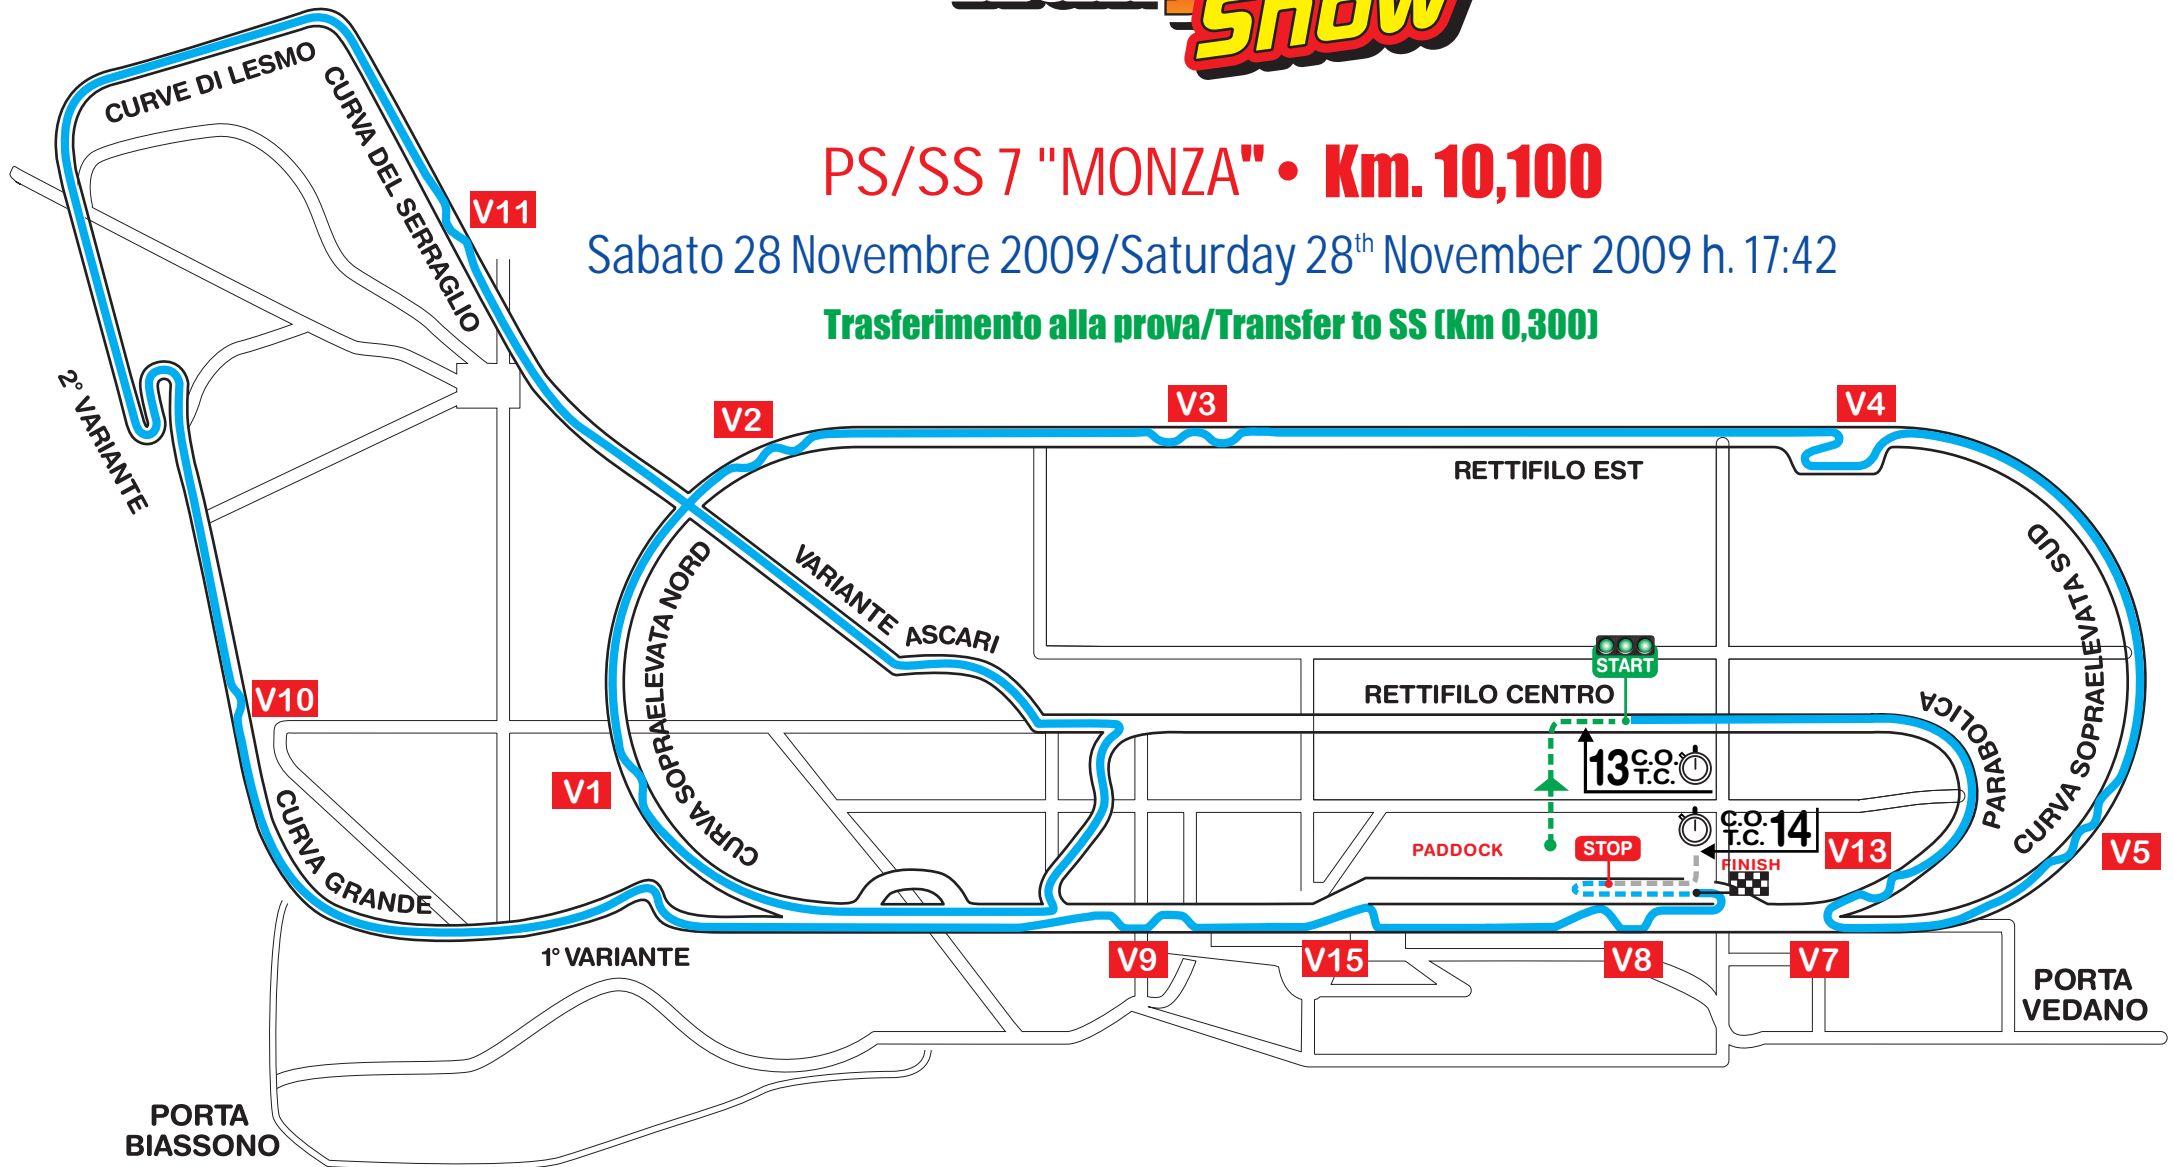 SHOW
PS/SS 7 "MONZA" • Km. 10,100
Sabato 28 Novembre 2009/Saturday 28th November 2009 h. 17:42
Trasferimento alla prova/Transfer to SS (Km 0,300)
CURVE DI LESMO
CURVA DEL SERRAGLIO
V11
2° VARIANTE
V2
V3
V4
RETTIFILO EST
CURVA SOPRAELEVATA NORD
VARIANTE ASCARI
CURVA SOPRAELEVATA SUD
START
RETTIFILO CENTRO
PARABOLICA
V10
V1
13 C.O.
T.C.
C.O. 14
T.C.
CURVA GRANDE
PADDOCK
STOP
FINISH
V13
V5
1° VARIANTE
V9
V15
V8
V7
PORTA
VEDANO
PORTA
BIASSONO